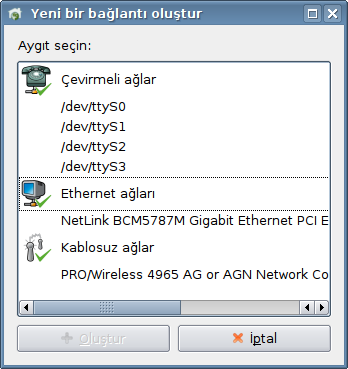 Yeni bir bağlantı oluştur
Aygıt seçin:
Çevirmeli ağlar
/dev/ttyS0
/dev/ttyS1
/dev/ttyS2
/dev/ttyS3
Ethernet ağları
NetLink BCM5787M Gigabit Ethernet PCI E
Kablosuz ağlar
PRO/Wireless 4965 AG or AGN Network Co
Oluştur
İptal